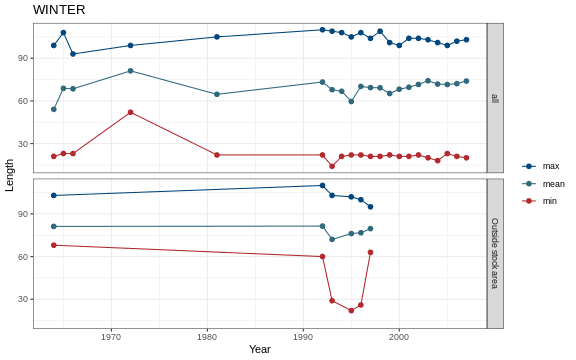 WINTER
90
60
30
all
90
60
30
Outside stock area
Length
1970
1980
1990
2000
Year
max
mean
min